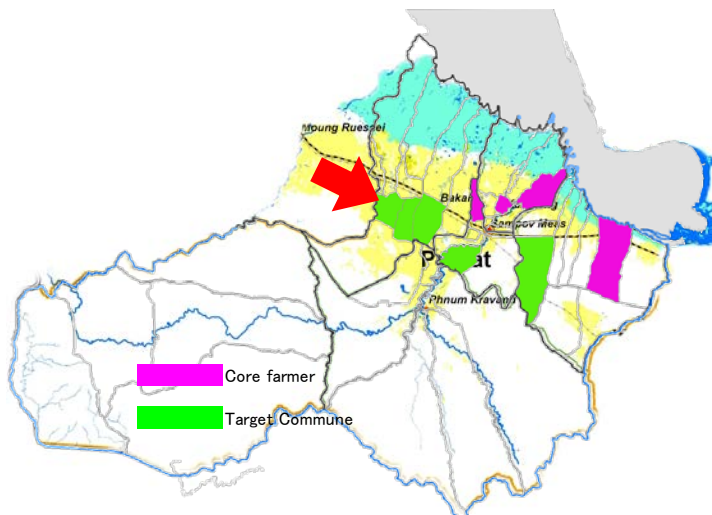 Moung Ruessei
Bakan
Sampov Meas
Phnum Kravanh
Core farmer
Target Commune